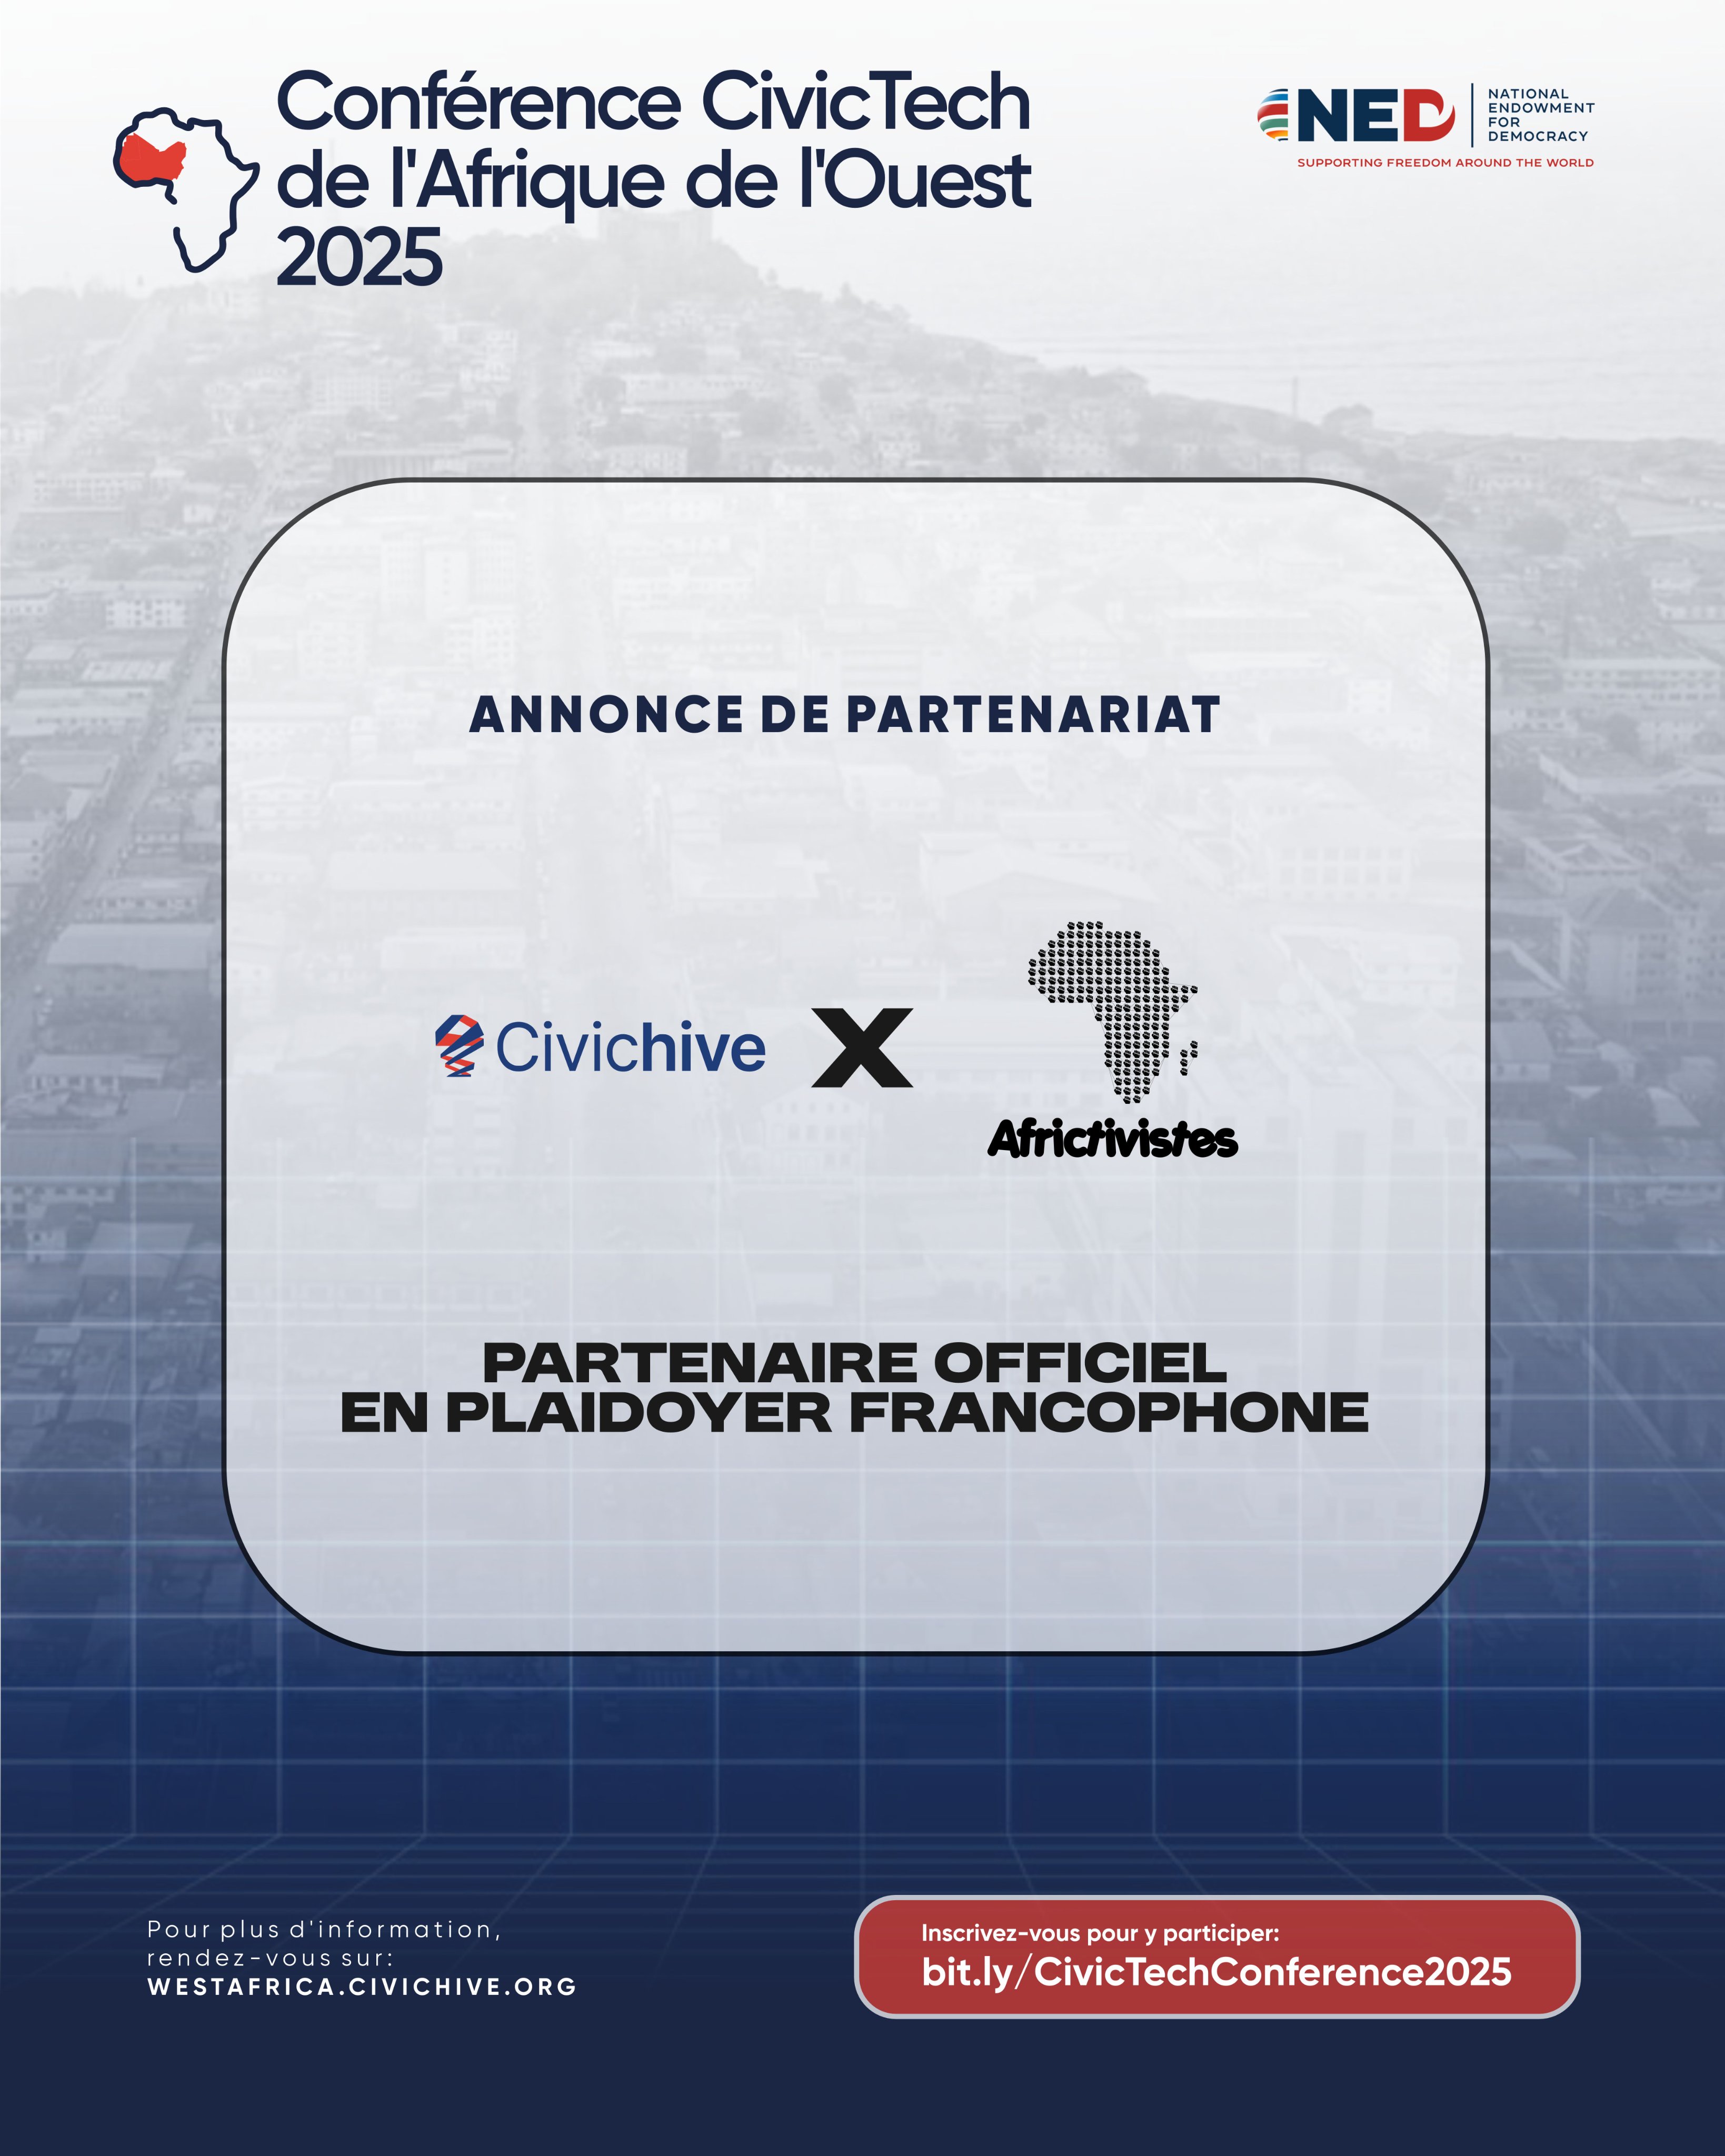 Conférence CivicTech
de l'Afrique de l'Ouest
2025
NED
NATIONAL
ENDOWMENT
FOR
DEMOCRACY
SUPPORTING FREEDOM AROUND THE WORLD
ANNONCE DE PARTENARIAT
Civichive X
Africtivistes
PARTENAIRE OFFICIEL
EN PLAIDOYER FRANCOPHONE
Pour plus d'information,
rendez-vous sur:
WESTAFRICA.CIVICHIVE.ORG
Inscrivez-vous pour y participer:
bit.ly/CivicTechConference2025